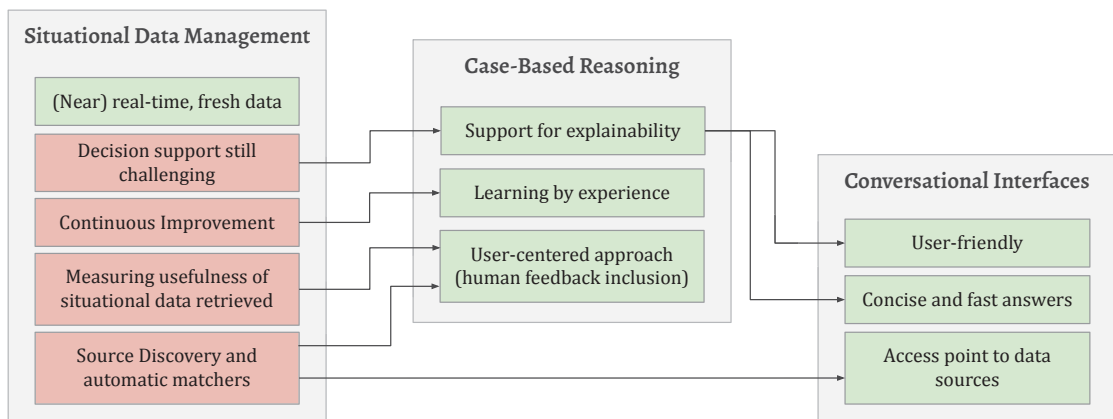 Situational Data Management
(Near) real-time, fresh data
Decision support still
challenging
Continuous Improvement
Measuring usefulness of
situational data retrieved
Source Discovery and
automatic matchers
Case-Based Reasoning
Support for explainability
Learning by experience
User-centered approach
(human feedback inclusion)
Conversational Interfaces
User-friendly
Concise and fast answers
Access point to data
sources